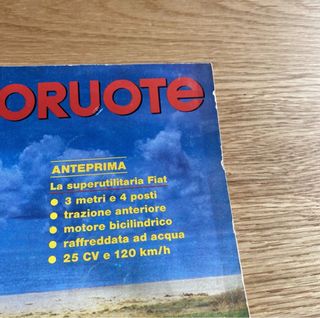 ORUOTe
ANTEPRIMA
La superutilitaria Fiat
● 3 metri e 4 posti
● trazione anteriore
● motore bicilindrico
● raffreddata ad acqua
● 25 CV e 120 km/h